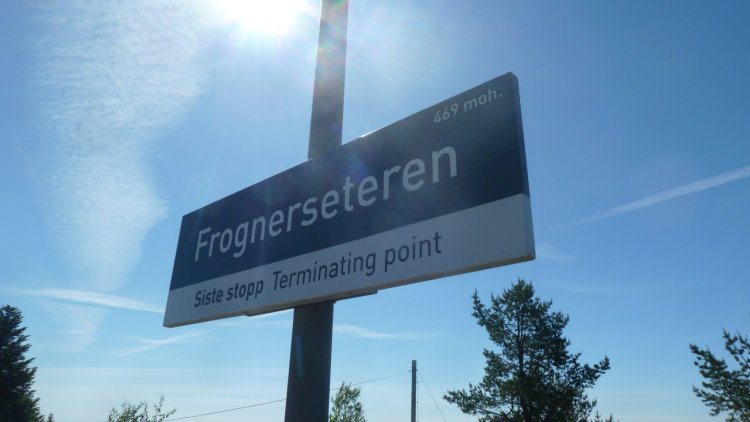 469 moh.
Frognerseteren
Siste stopp Terminating point